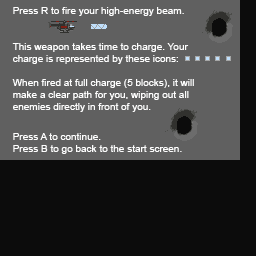 Press R to fire your high-energy beam.
This weapon takes time to charge. Your
charge is represented by these icons:
When fired at full charge (5 blocks), it will
make a clear path for you, wiping out all
enemies directly in front of you.
Press A to continue.
Press B to go back to the start screen.